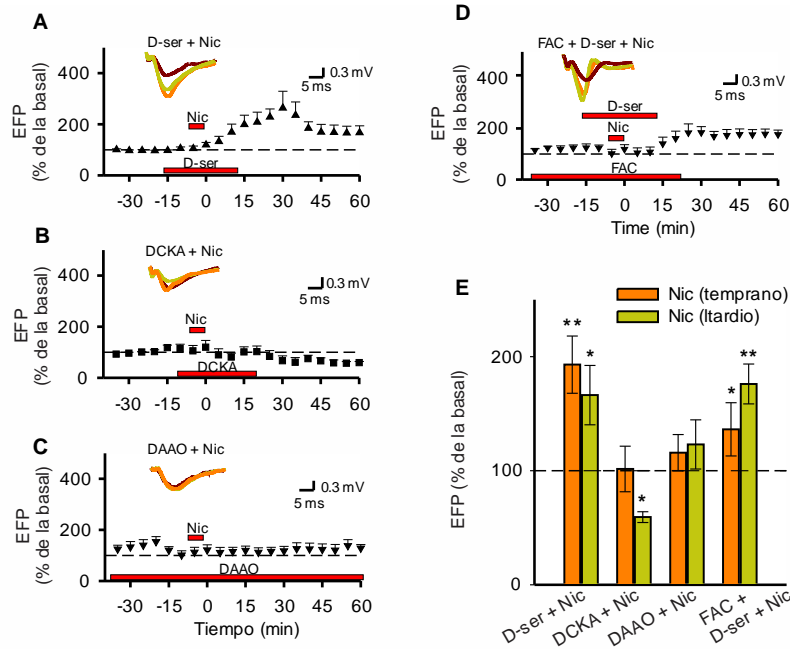 A
D-ser + Nic
0.3 mV
5 ms
EFP
(% de la basal)
400
200
100
0
Nic
D-ser
-30 -15 0 15 30 45 60
B
DCKA + Nic
0.3 mV
5 ms
EFP
(% de la basal)
400
200
100
0
Nic
DCKA
-30 -15 0 15 30 45 60
C
DAAO + Nic
0.3 mV
5 ms
EFP
(% de la basal)
400
200
100
0
Nic
DAAO
-30 -15 0 15 30 45 60
Tiempo (min)
D
FAC + D-ser + Nic
0.3 mV
5 ms
EFP
(% de la basal)
400
200
100
0
D-ser
Nic
FAC
-30 -15 0 15 30 45 60
Time (min)
E
Nic (temprano)
Nic (ltardio)
EFP (% de la basal)
200
100
0
** * * * **
D-ser + Nic
DCKA + Nic
DAAO + Nic
FAC +
D-ser + Nic